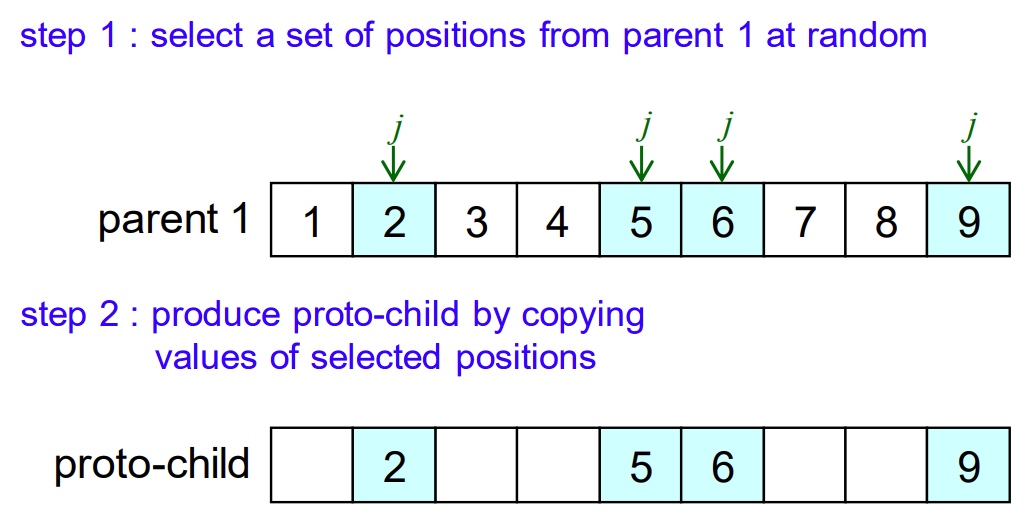 step 1 : select a set of positions from parent 1 at random
j j j j
parent 1 1 2 3 4 5 6 7 8 9
step 2 : produce proto-child by copying
values of selected positions
proto-child 2 5 6 9